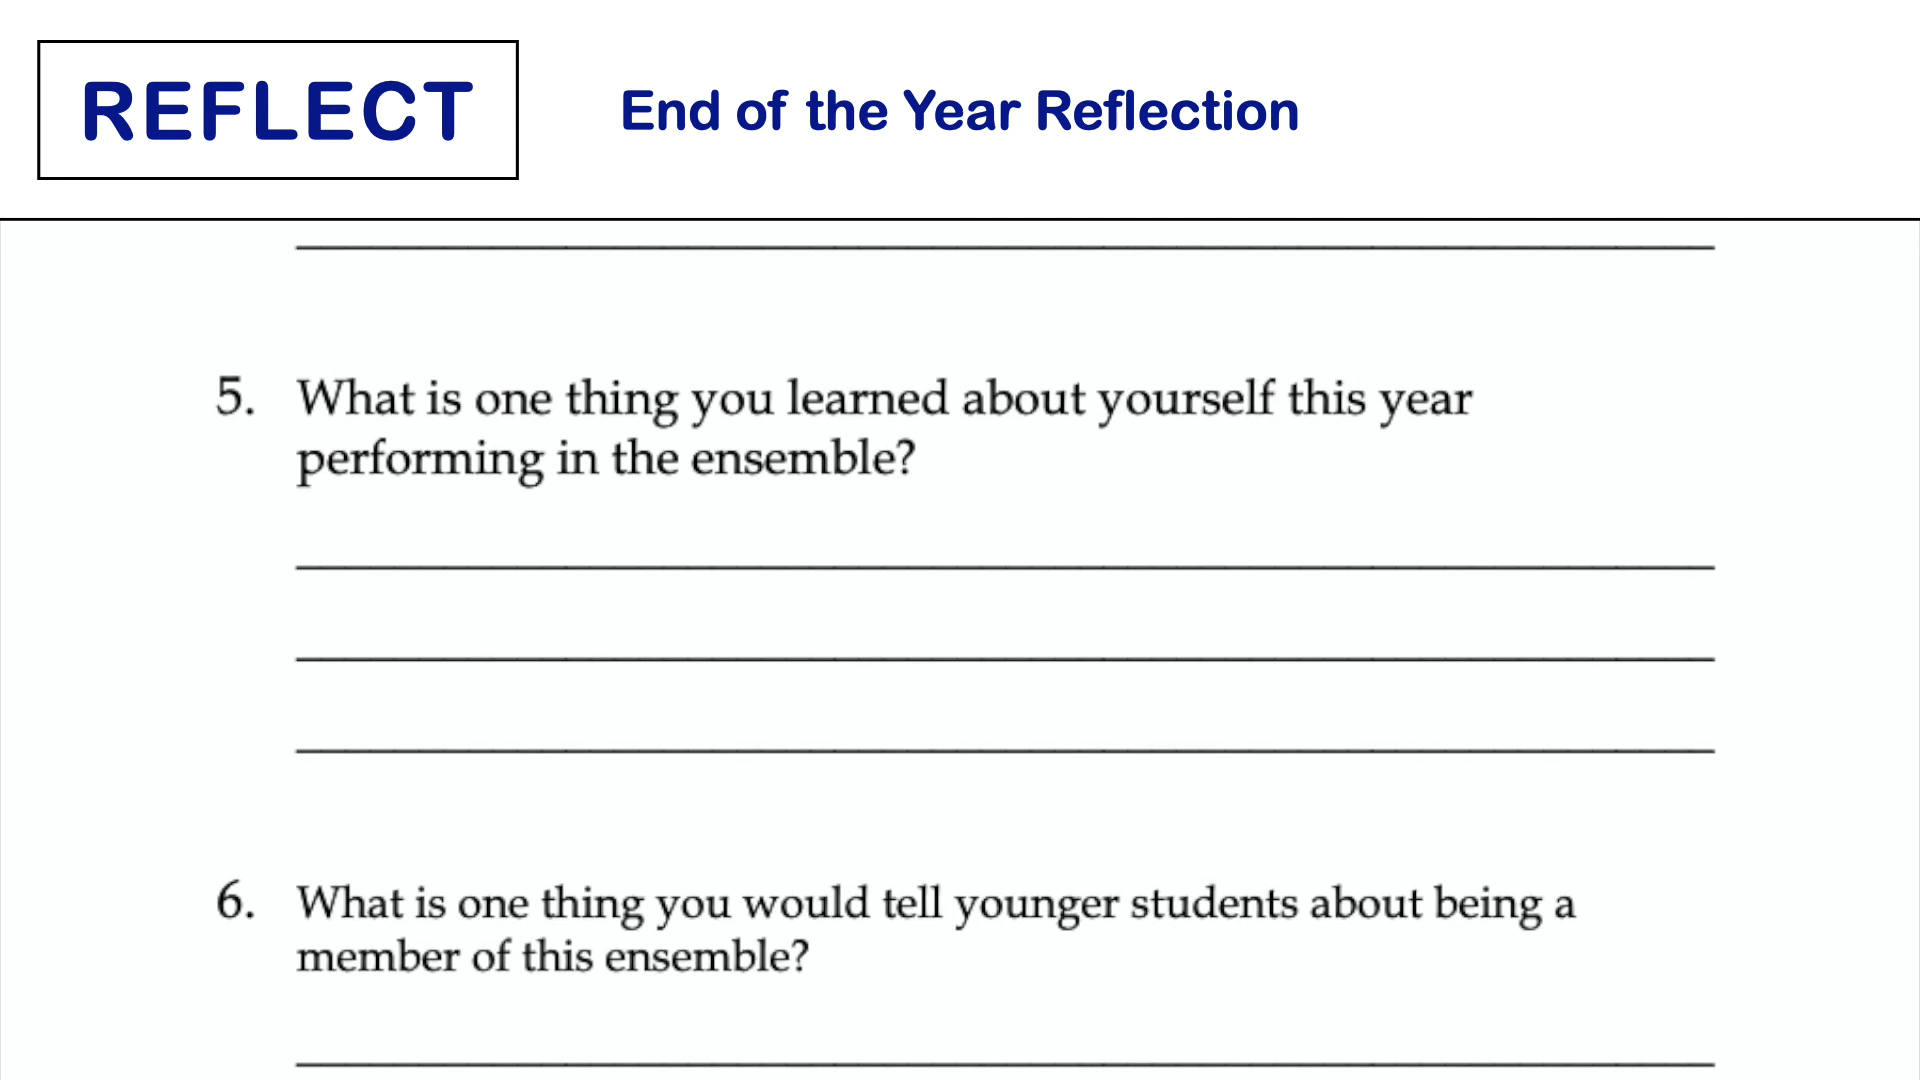 REFLECT
End of the Year Reflection
5. What is one thing you learned about yourself this year
performing in the ensemble?
6. What is one thing you would tell younger students about being a
member of this ensemble?